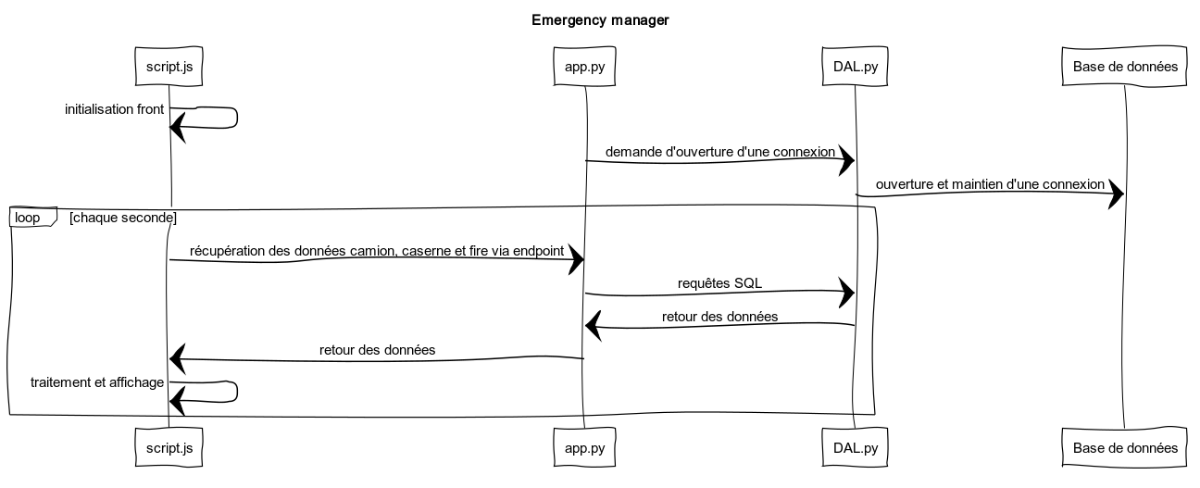 Emergency manager
script.js
app.py
DAL.py
Base de données
initialisation front
demande d'ouverture d'une connexion
ouverture et maintien d'une connexion
loop
[chaque seconde]
récupération des données camion, caserne et fire via endpoint
requêtes SQL
retour des données
retour des données
traitement et affichage
script.js
app.py
DAL.py
Base de données